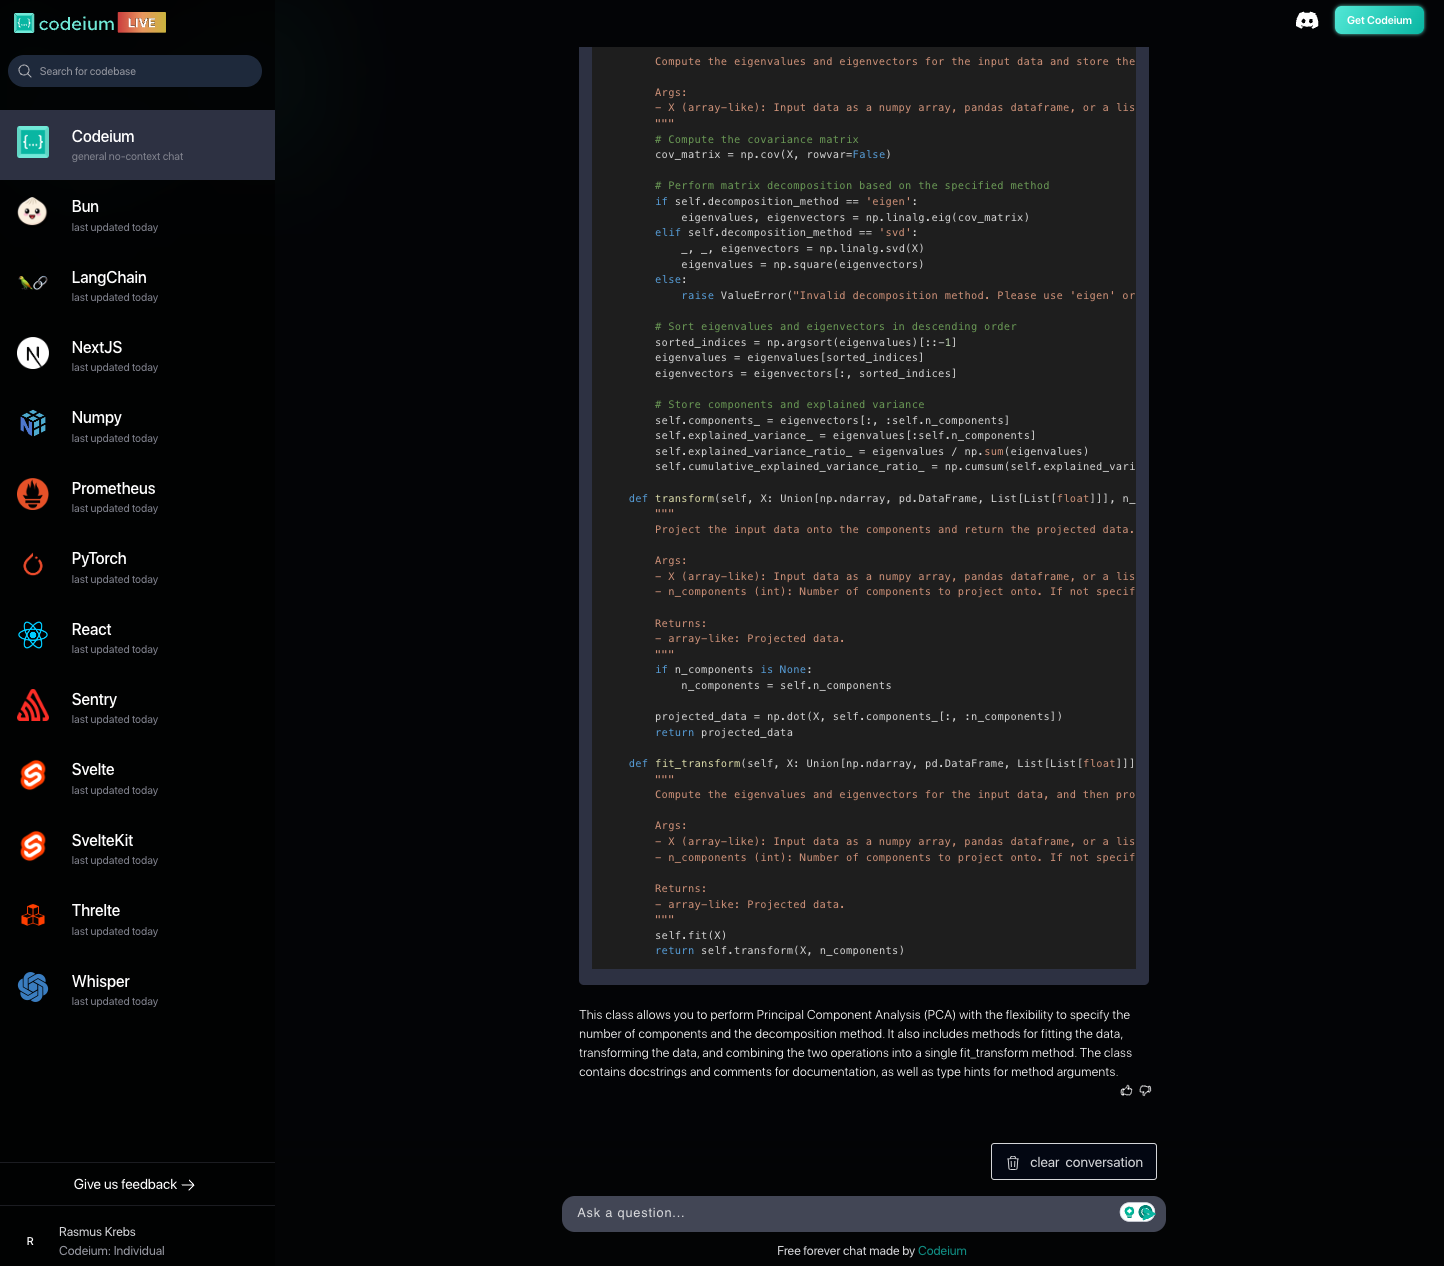 codeium LIVE
Get Codeium
Search for codebase
Codeium
general no-context chat
Bun
last updated today
LangChain
last updated today
NextJS
last updated today
Numpy
last updated today
Prometheus
last updated today
PyTorch
last updated today
React
last updated today
Sentry
last updated today
Svelte
last updated today
SvelteKit
last updated today
Threlte
last updated today
Whisper
last updated today
Give us feedback →
R
Rasmus Krebs
Codeium: Individual
Compute the eigenvalues and eigenvectors for the input data and store the
Args:
- X (array-like): Input data as a numpy array, pandas dataframe, or a lis
"""
# Compute the covariance matrix
cov_matrix = np.cov(X, rowvar=False)
# Perform matrix decomposition based on the specified method
if self.decomposition_method == 'eigen':
eigenvalues, eigenvectors = np.linalg.eig(cov_matrix)
elif self.decomposition_method == 'svd':
_, _, eigenvectors = np.linalg.svd(X)
eigenvalues = np.square(eigenvectors)
else:
raise ValueError("Invalid decomposition method. Please use 'eigen' or
# Sort eigenvalues and eigenvectors in descending order
sorted_indices = np.argsort(eigenvalues)[::-1]
eigenvalues = eigenvalues[sorted_indices]
eigenvectors = eigenvectors[:, sorted_indices]
# Store components and explained variance
self.components_ = eigenvectors[:, :self.n_components]
self.explained_variance_ = eigenvalues[:self.n_components]
self.explained_variance_ratio_ = eigenvalues / np.sum(eigenvalues)
self.cumulative_explained_variance_ratio_ = np.cumsum(self.explained_vari
def transform(self, X: Union[np.ndarray, pd.DataFrame, List[List[float]]], n_
"""
Project the input data onto the components and return the projected data.
Args:
- X (array-like): Input data as a numpy array, pandas dataframe, or a lis
- n_components (int): Number of components to project onto. If not specif
Returns:
- array-like: Projected data.
"""
if n_components is None:
n_components = self.n_components
projected_data = np.dot(X, self.components_[:, :n_components])
return projected_data
def fit_transform(self, X: Union[np.ndarray, pd.DataFrame, List[List[float]]]
"""
Compute the eigenvalues and eigenvectors for the input data, and then pro
Args:
- X (array-like): Input data as a numpy array, pandas dataframe, or a lis
- n_components (int): Number of components to project onto. If not specif
Returns:
- array-like: Projected data.
"""
self.fit(X)
return self.transform(X, n_components)
This class allows you to perform Principal Component Analysis (PCA) with the flexibility to specify the
number of components and the decomposition method. It also includes methods for fitting the data,
transforming the data, and combining the two operations into a single fit_transform method. The class
contains docstrings and comments for documentation, as well as type hints for method arguments.
clear conversation
Ask a question...
Free forever chat made by Codeium